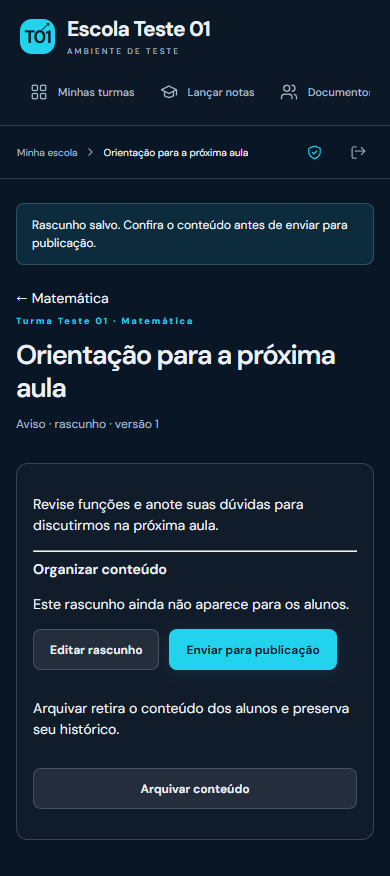 T01
Escola Teste 01
AMBIENTE DE TESTE
Minhas turmas
Lançar notas
Documentos
Minha escola
Orientação para a próxima aula
Rascunho salvo. Confira o conteúdo antes de enviar para
publicação.
← Matemática
Turma Teste 01 · Matemática
Orientação para a próxima
aula
Aviso · rascunho · versão 1
Revise funções e anote suas dúvidas para
discutirmos na próxima aula.
Organizar conteúdo
Este rascunho ainda não aparece para os alunos.
Editar rascunho
Enviar para publicação
Arquivar retira o conteúdo dos alunos e preserva
seu histórico.
Arquivar conteúdo